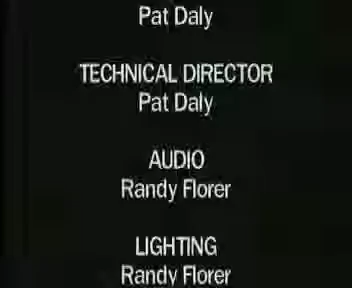 Pat Daly
TECHNICAL DIRECTOR
Pat Daly
AUDIO
Randy Florer
LIGHTING
Randy Florer